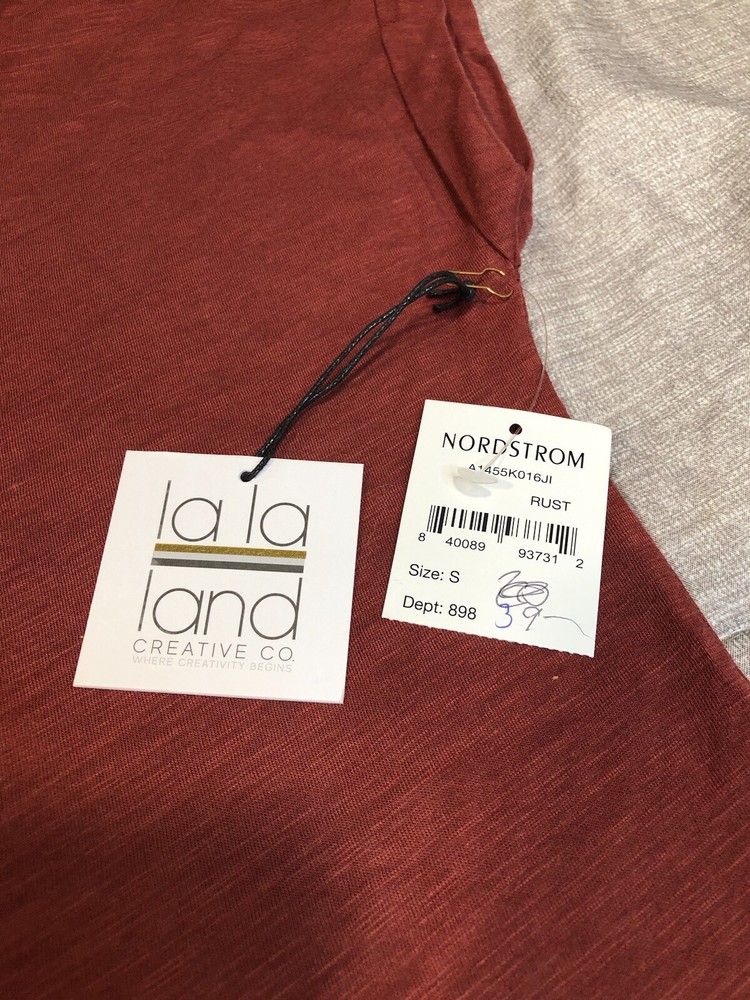 la la
land
CREATIVE CO.
WHERE CREATIVITY BEGINS
NORDSTROM
A1455K016JI
RUST
8 40089 93731 2
Size: S
Dept: 898
39-